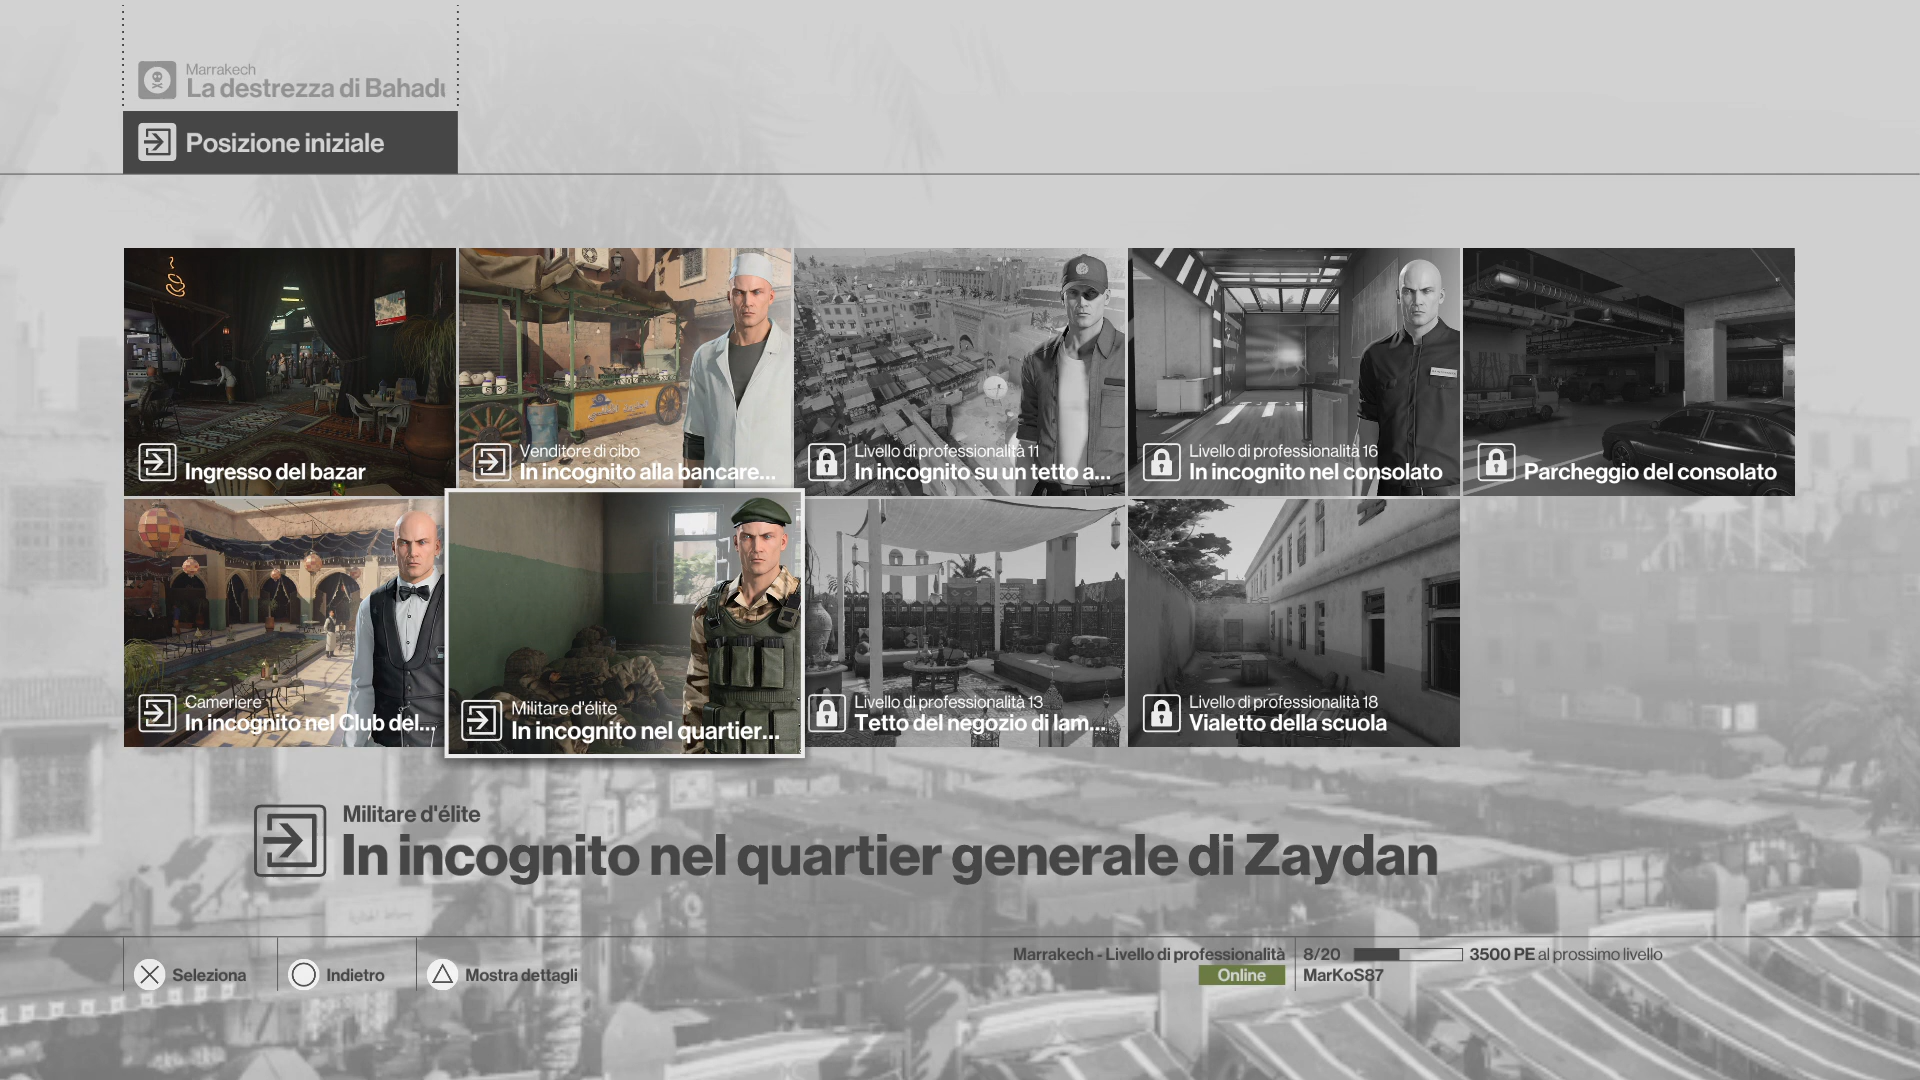 Marrakech
La destrezza di Bahadu
Posizione iniziale
Ingresso del bazar
Venditore di cibo
In incognito alla bancare...
Livello di professionalità 11
In incognito su un tetto a...
Livello di professionalità 16
In incognito nel consolato
Parcheggio del consolato
Cameriere
In incognito nel Club del...
Militare d'élite
In incognito nel quartier...
Livello di professionalità 13
Tetto del negozio di lam...
Livello di professionalità 18
Vialetto della scuola
Militare d'élite
In incognito nel quartier generale di Zaydan
Seleziona
Indietro
Mostra dettagli
Marrakech - Livello di professionalità 8/20 3500 PE al prossimo livello
Online MarKoS87